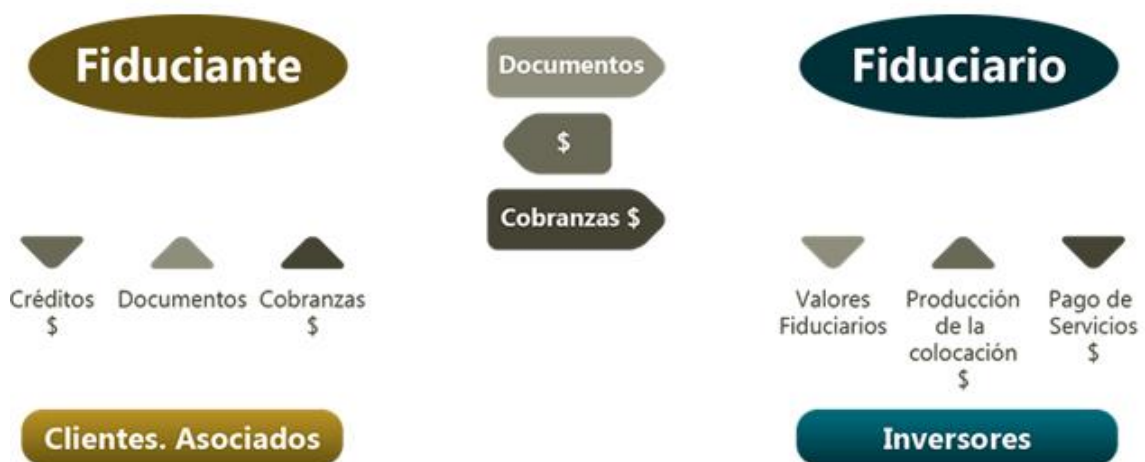 Fiduciante
Documentos
Fiduciario
$
Cobranzas $
Créditos
$
Documentos
Cobranzas
$
Valores
Fiduciarios
Producción
de la
colocación
$
Pago de
Servicios
$
Clientes. Asociados
Inversores